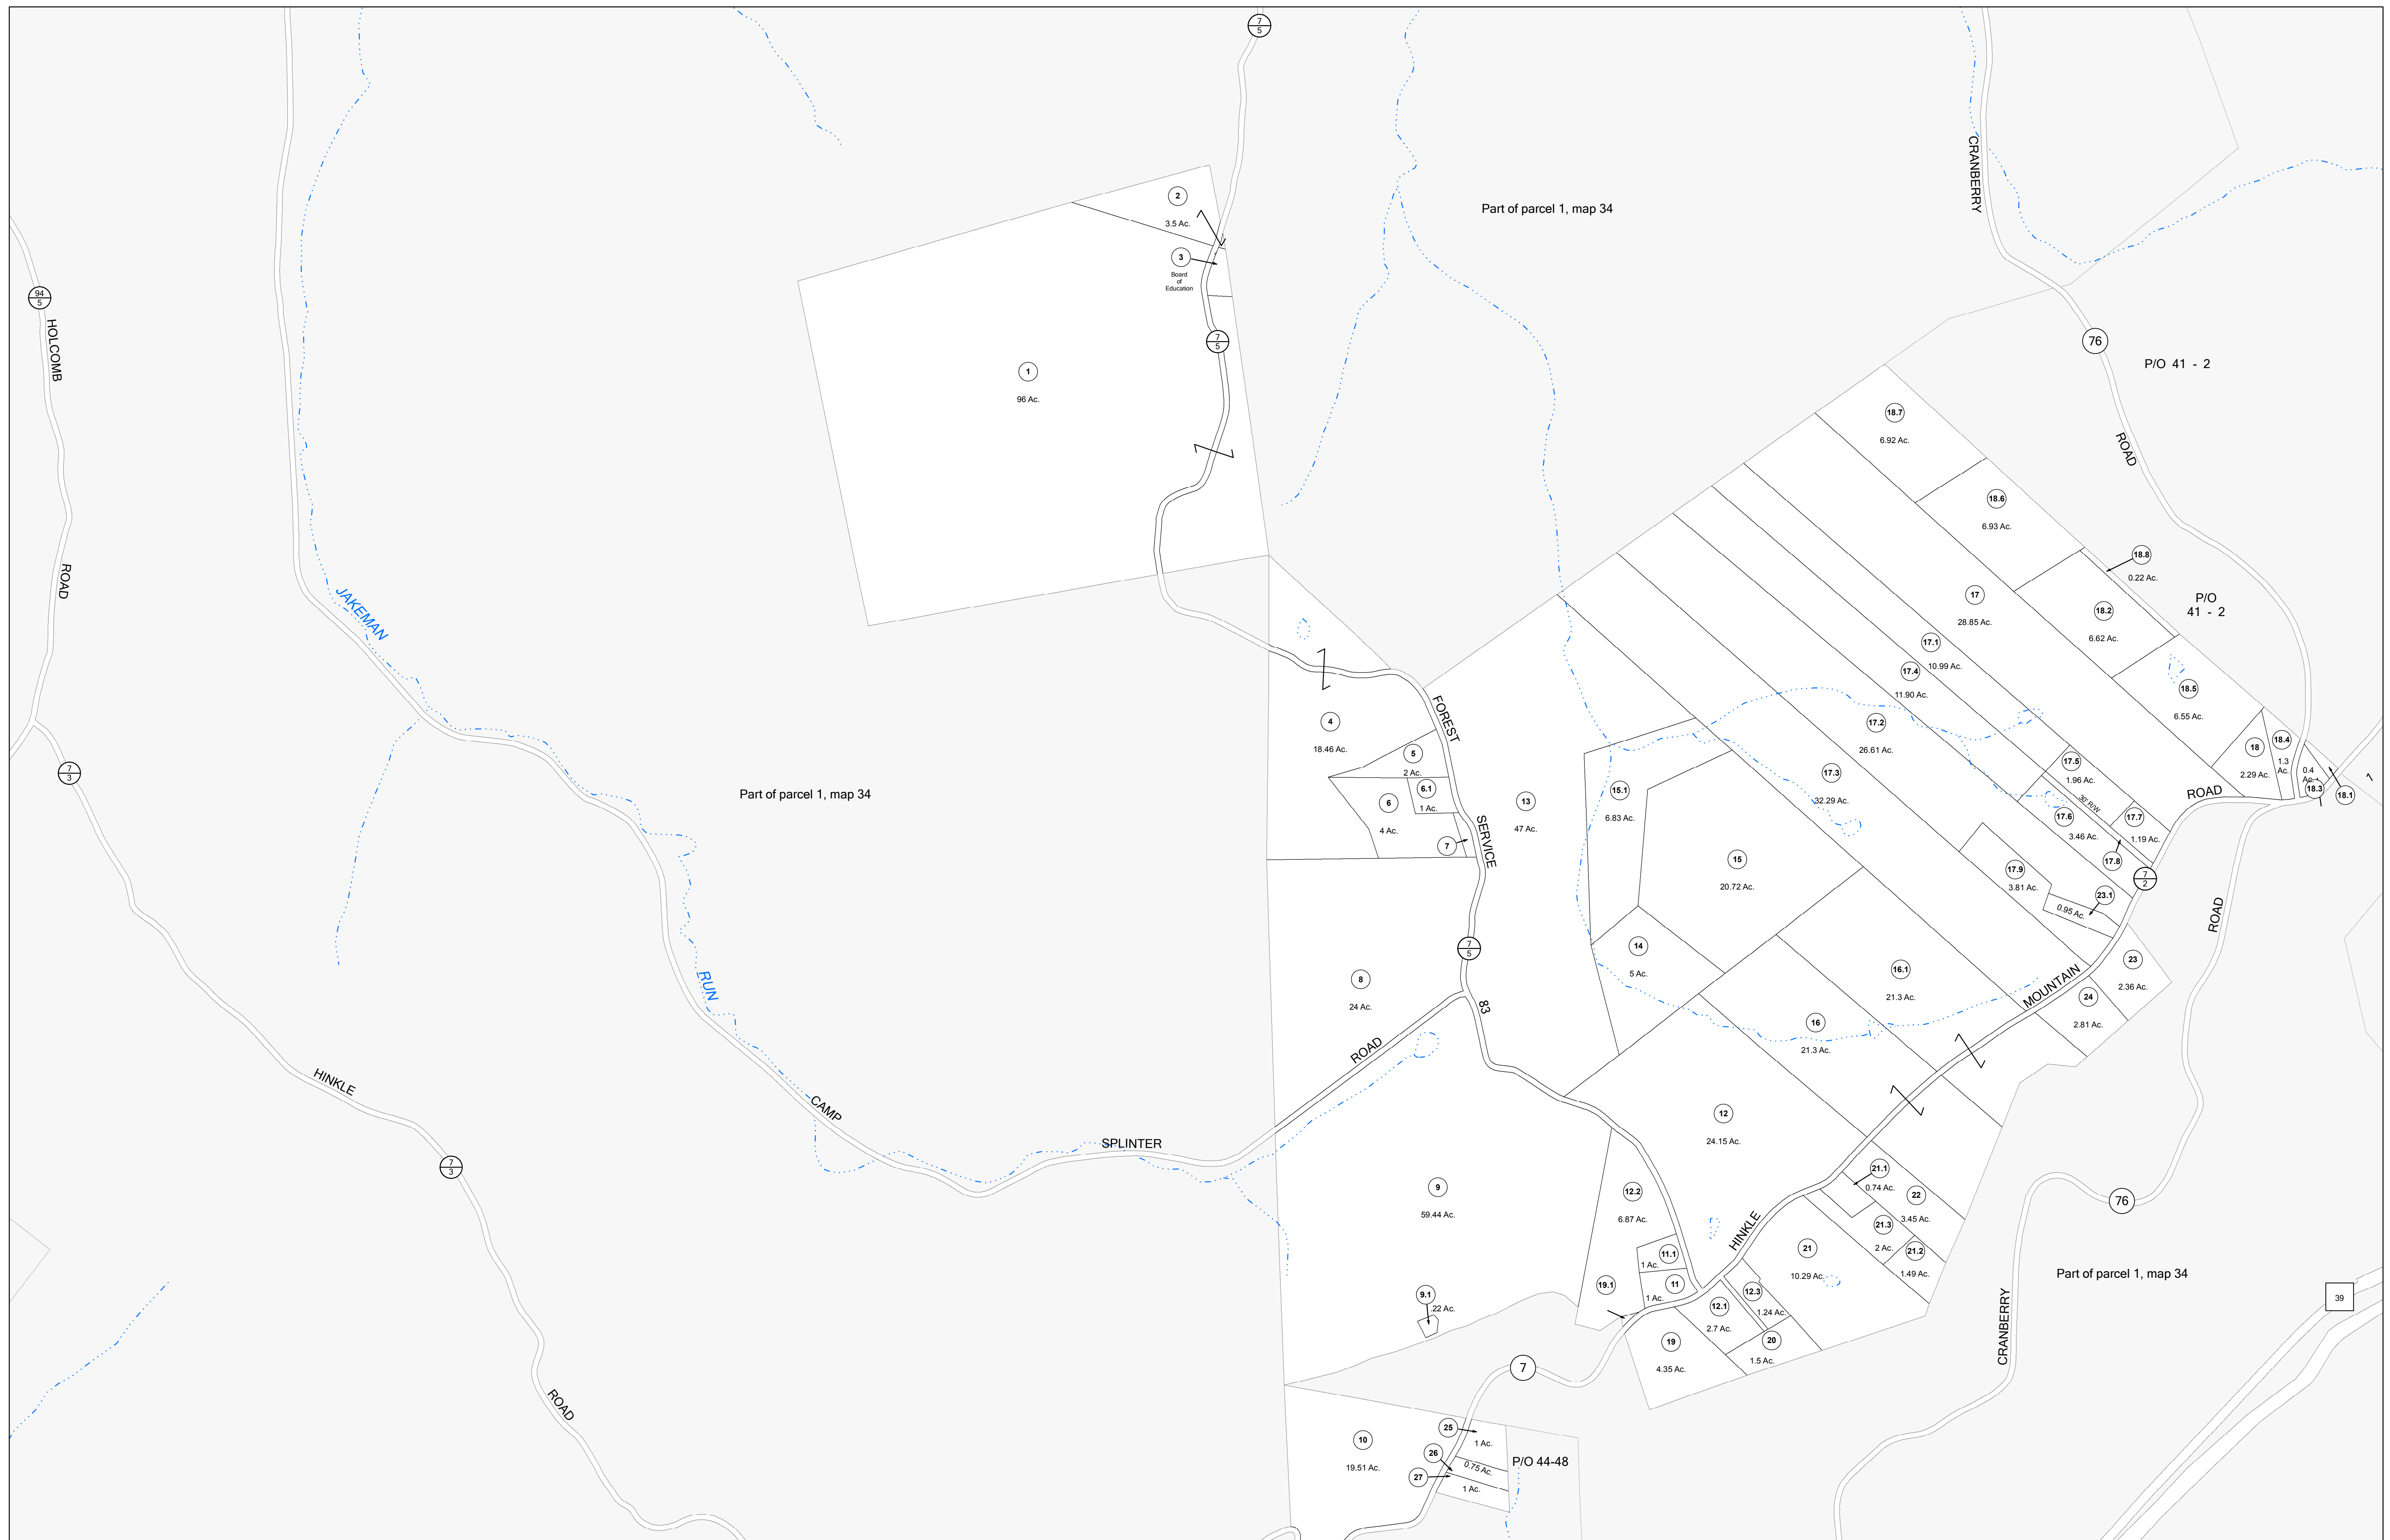 7
5
CRANBERRY
2
3.5 Ac.
Part of parcel 1, map 34
3
Board
of
Education
94
5
HOLCOMB
7
5
76
P/O 41 - 2
1
96 Ac.
18.7
6.92 Ac.
ROAD
18.6
6.93 Ac.
18.8
0.22 Ac.
ROAD
JAKEMAN
17
28.85 Ac.
18.2
6.62 Ac.
P/O
41 - 2
17.1
10.99 Ac.
17.4
11.90 Ac.
18.5
6.55 Ac.
4
18.46 Ac.
FOREST
17.2
26.61 Ac.
18
2.29 Ac.
18.4
1.3
Ac.
0.4
Ac.
18.3
18.1
7
3
5
2 Ac.
17.5
1.96 Ac.
17.3
32.29 Ac.
15.1
6.83 Ac.
6.1
1 Ac.
6
4 Ac.
13
47 Ac.
Part of parcel 1, map 34
30' R/W
ROAD
17.6
3.46 Ac.
17.7
1.19 Ac.
SERVICE
7
17.8
15
20.72 Ac.
17.9
3.81 Ac.
7
2
23.1
0.95 Ac.
ROAD
14
5 Ac.
7
5
23
2.36 Ac.
16.1
21.3 Ac.
MOUNTAIN
8
24 Ac.
RUN
83
24
2.81 Ac.
16
21.3 Ac.
ROAD
HINKLE
CAMP
12
24.15 Ac.
SPLINTER
7
3
9
59.44 Ac.
12.2
6.87 Ac.
21.1
0.74 Ac.
22
3.45 Ac.
76
HINKLE
21.3
2 Ac.
21.2
1.49 Ac.
11.1
1 Ac.
21
10.29 Ac.
Part of parcel 1, map 34
19.1
11
1 Ac.
12.3
1.24 Ac.
12.1
2.7 Ac.
9.1
.22 Ac.
39
CRANBERRY
19
4.35 Ac.
20
1.5 Ac.
7
ROAD
10
19.51 Ac.
25
1 Ac.
26
0.75 Ac.
27
1 Ac.
P/O 44-48